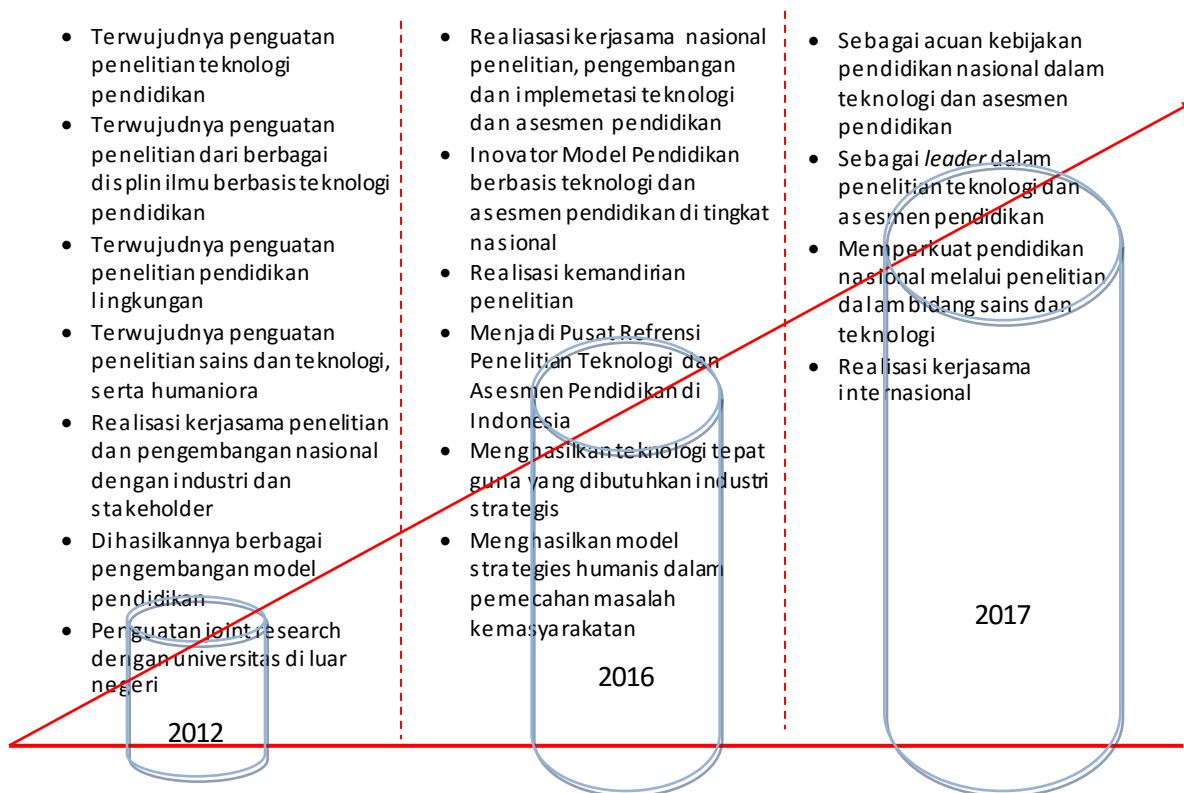 • Terwujudnya penguatan
penelitian teknologi
pendidikan
• Terwujudnya penguatan
penelitian dari berbagai
displin ilmu berbasis teknologi
pendidikan
• Terwujudnya penguatan
penelitian pendidikan
lingkungan
• Terwujudnya penguatan
penelitian sains dan teknologi,
serta humaniora
• Realisasi kerjasama penelitian
dan pengembangan nasional
dengan industri dan
stakeholder
• Dihasilkannya berbagai
pengembangan model
pendidikan
• Penguatan joint research
dengan universitas di luar
negeri
2012
• Realiasasi kerjasama nasional
penelitian, pengembangan
dan implemetasi teknologi
dan asesmen pendidikan
• Inovator Model Pendidikan
berbasis teknologi dan
asesmen pendidikan di tingkat
nasional
• Realisasi kemandirian
penelitian
• Menjadi Pusat Refrensi
Penelitian Teknologi dan
Asesmen Pendidikan di
Indonesia
• Menghasilkan teknologi tepat
guna yang dibutuhkan industri
strategis
• Menghasilkan model
strategies humanis dalam
pemecahan masalah
kemasyarakatan
2016
• Sebagai acuan kebijakan
pendidikan nasional dalam
teknologi dan asesmen
pendidikan
• Sebagai leader dalam
penelitian teknologi dan
asesmen pendidikan
• Memperkuat pendidikan
nasional melalui penelitian
dalam bidang sains dan
teknologi
• Realisasi kerjasama
internasional
2017